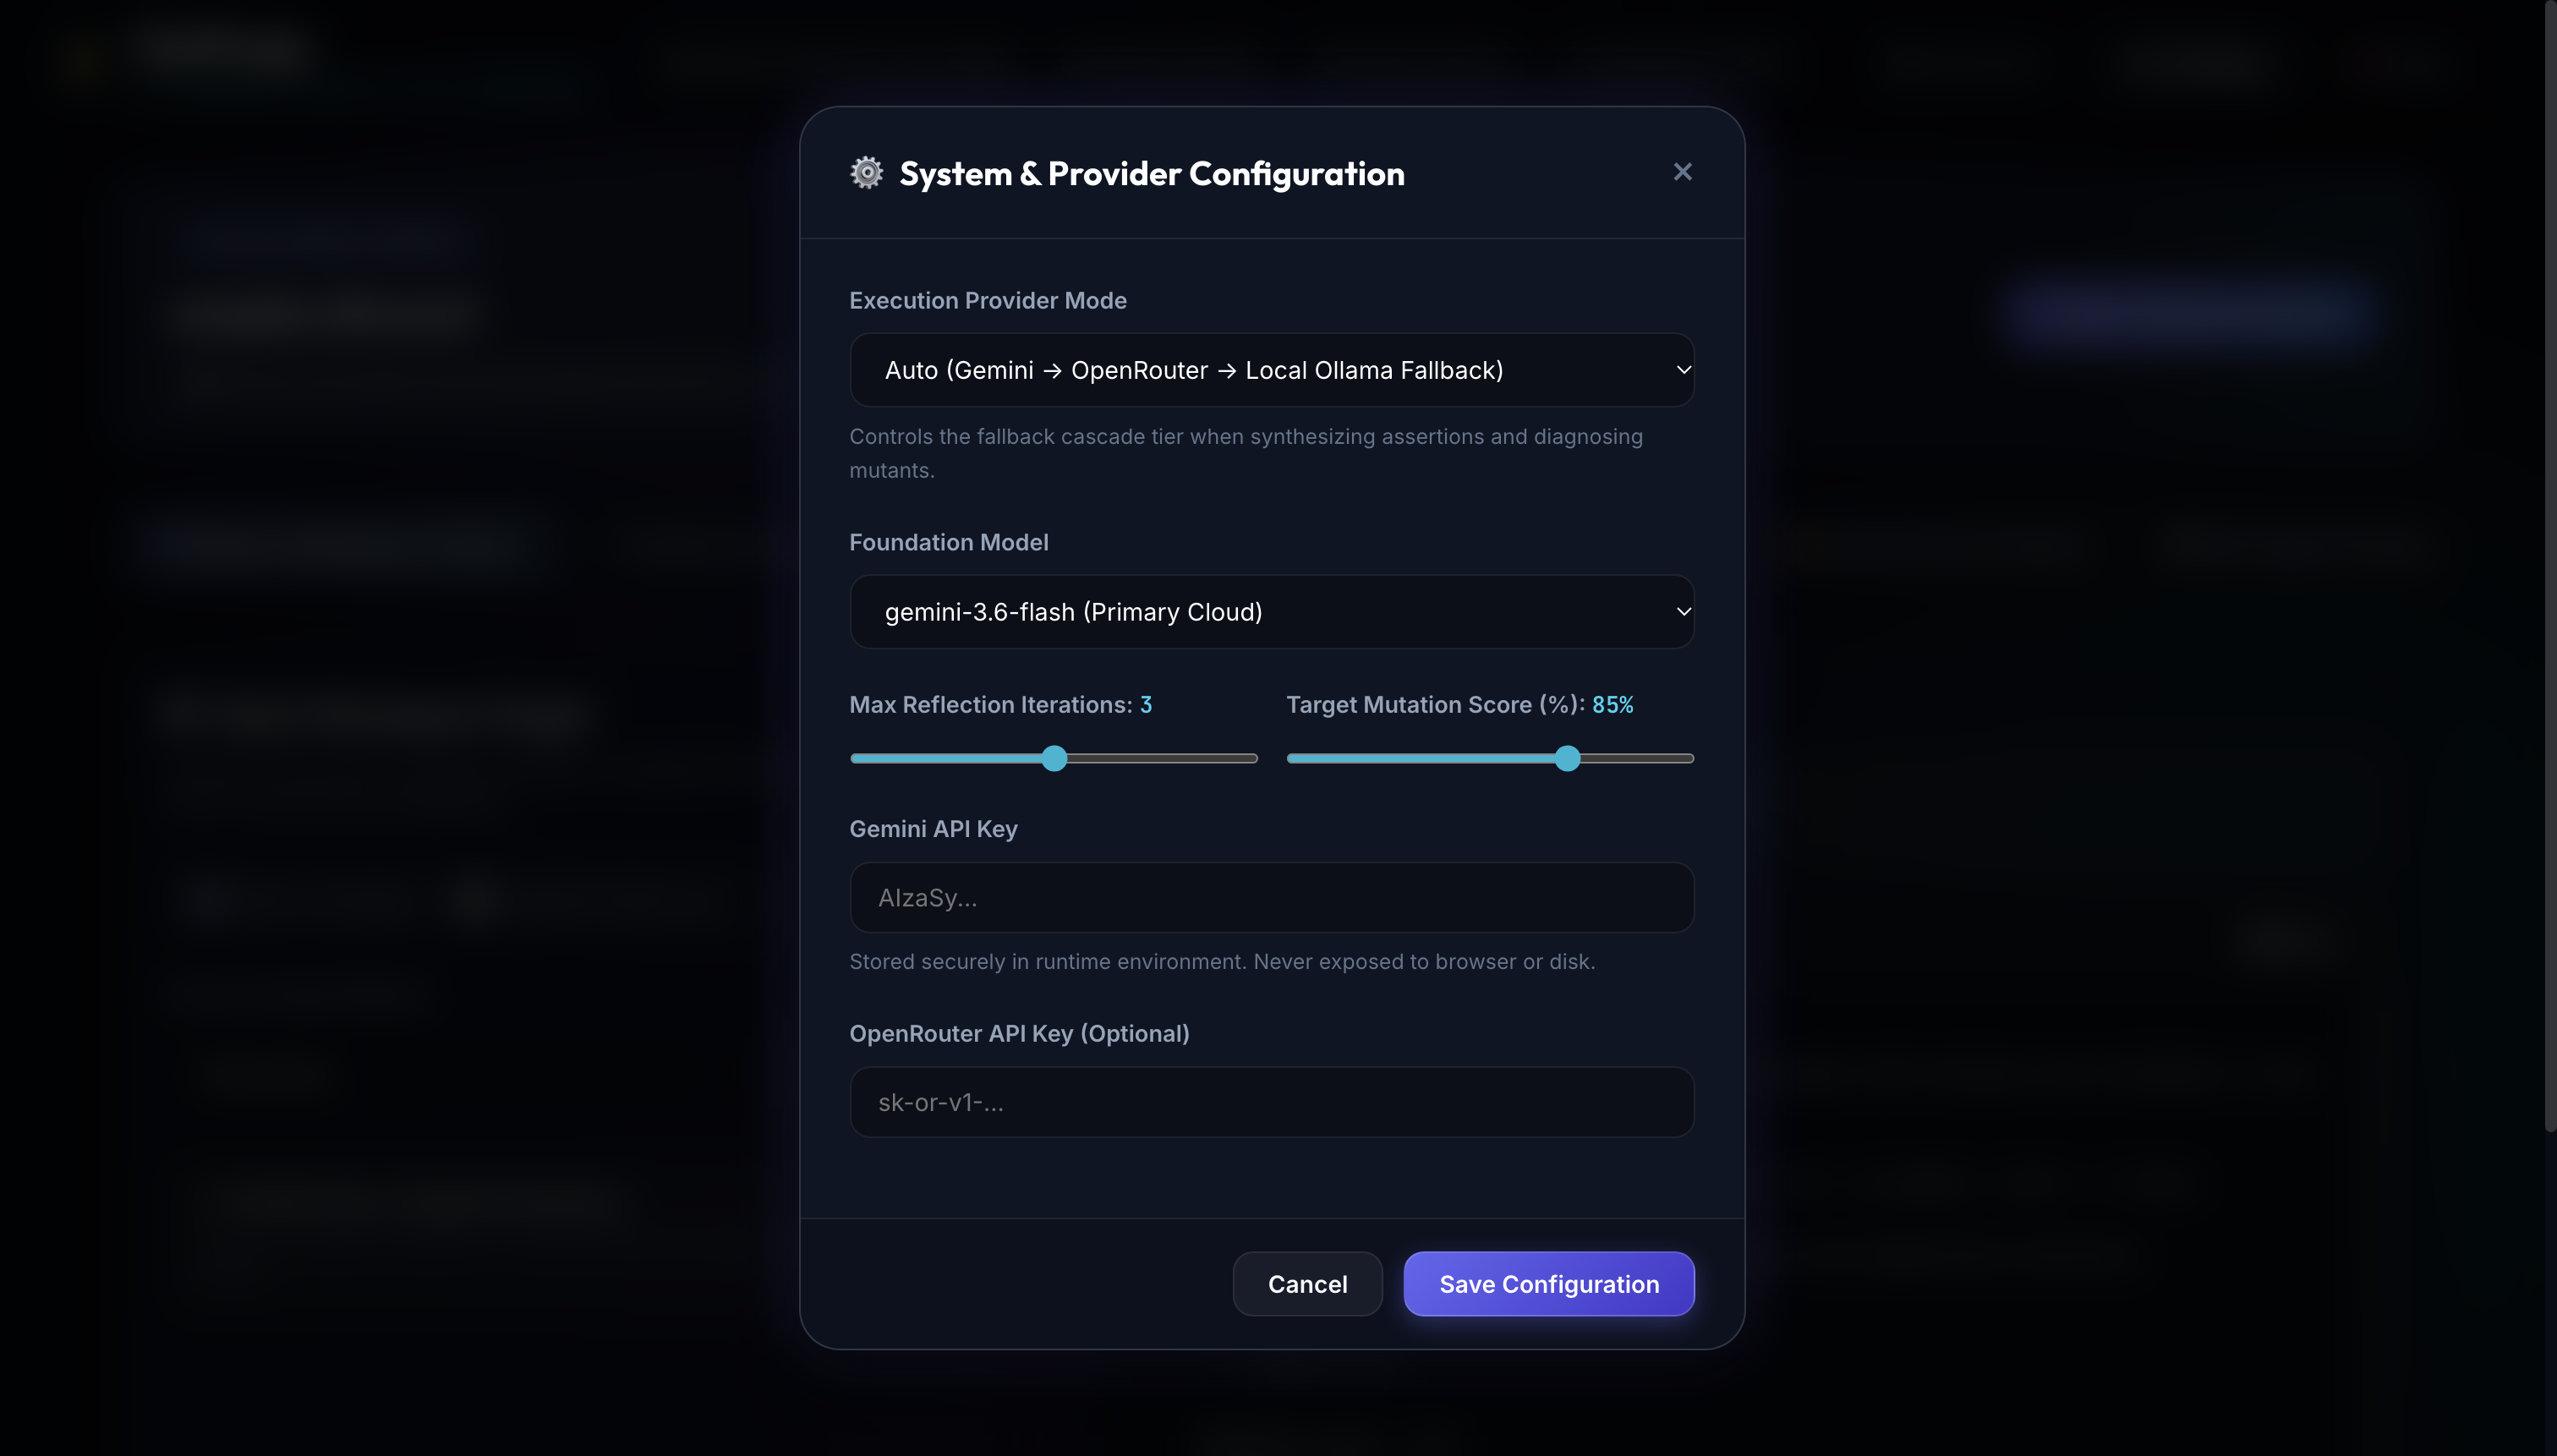 System & Provider Configuration
Execution Provider Mode
Auto (Gemini → OpenRouter → Local Ollama Fallback)
Controls the fallback cascade tier when synthesizing assertions and diagnosing
mutants.
Foundation Model
gemini-3.6-flash (Primary Cloud)
Max Reflection Iterations: 3
Target Mutation Score (%): 85%
Gemini API Key
AIzaSy...
Stored securely in runtime environment. Never exposed to browser or disk.
OpenRouter API Key (Optional)
sk-or-v1-...
Cancel
Save Configuration